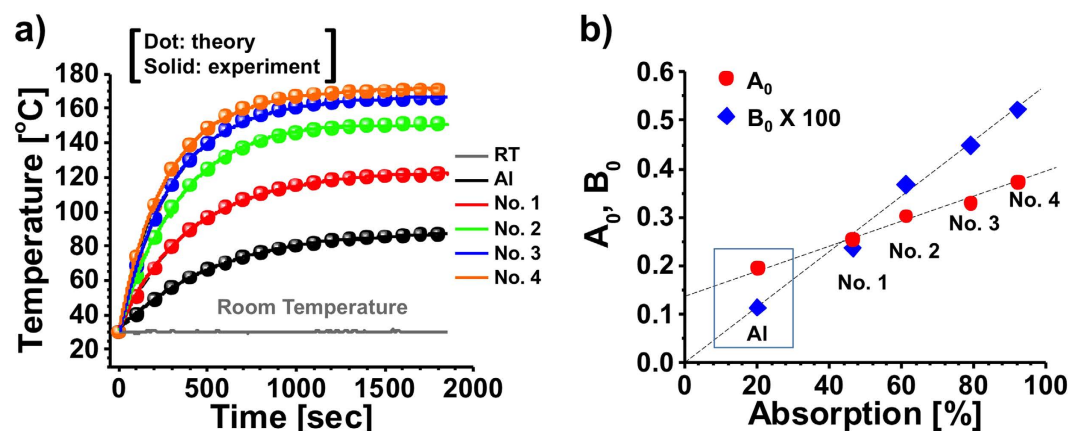 a)
Dot: theory
Solid: experiment
180
160
140
120
100
80
60
40
20
Temperature [°C]
0
500
1000
1500
2000
Time [sec]
Room Temperature
RT
Al
No. 1
No. 2
No. 3
No. 4
b)
0.6
0.5
0.4
0.3
0.2
0.1
0.0
A₀, B₀
A₀
B₀ X 100
Al
No. 1
No. 2
No. 3
No. 4
0
20
40
60
80
100
Absorption [%]